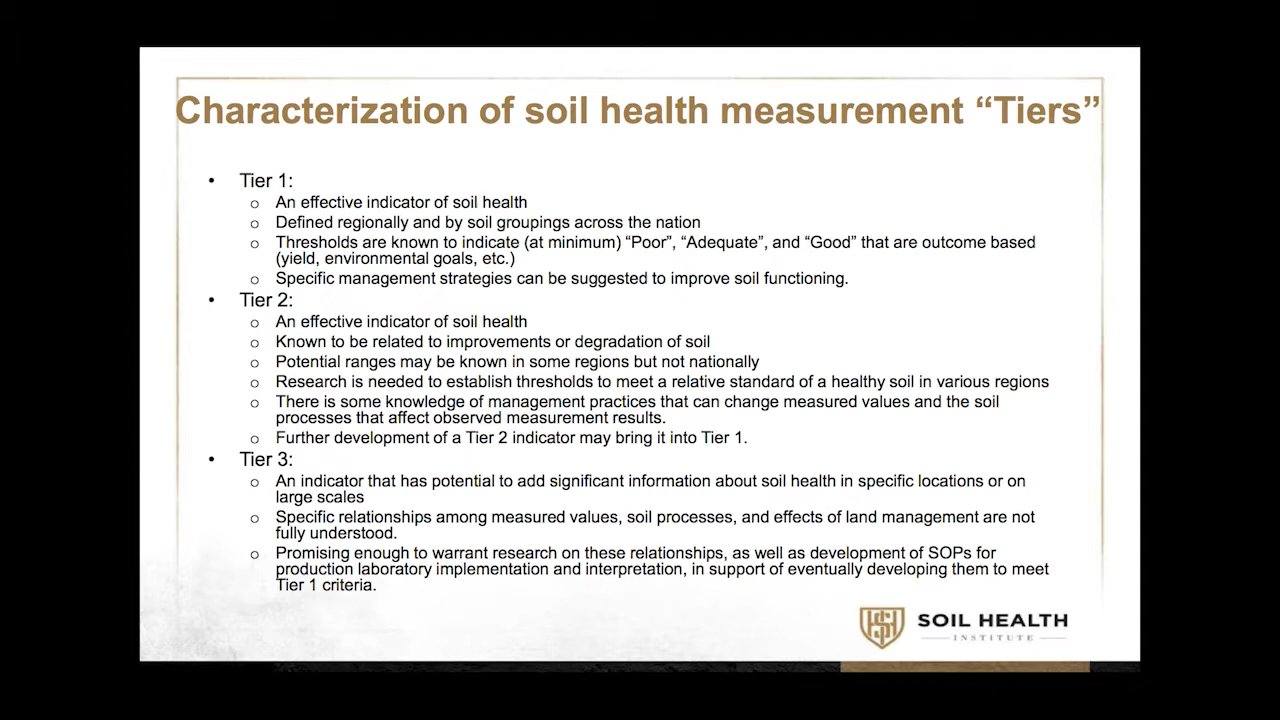 Characterization of soil health measurement “Tiers”
• Tier 1:
o An effective indicator of soil health
o Defined regionally and by soil groupings across the nation
o Thresholds are known to indicate (at minimum) “Poor”, “Adequate”, and “Good” that are outcome based
(yield, environmental goals, etc.)
o Specific management strategies can be suggested to improve soil functioning.
• Tier 2:
o An effective indicator of soil health
o Known to be related to improvements or degradation of soil
o Potential ranges may be known in some regions but not nationally
o Research is needed to establish thresholds to meet a relative standard of a healthy soil in various regions
o There is some knowledge of management practices that can change measured values and the soil
processes that affect observed measurement results.
o Further development of a Tier 2 indicator may bring it into Tier 1.
• Tier 3:
o An indicator that has potential to add significant information about soil health in specific locations or on
large scales
o Specific relationships among measured values, soil processes, and effects of land management are not
fully understood.
o Promising enough to warrant research on these relationships, as well as development of SOPs for
production laboratory implementation and interpretation, in support of eventually developing them to meet
Tier 1 criteria.
SOIL HEALTH
INSTITUTE